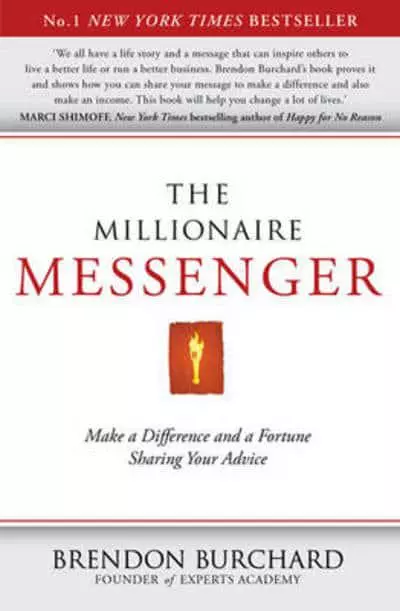 No.1 NEW YORK TIMES BESTSELLER
‘We all have a life story and a message that can inspire others to
live a better life or run a better business. Brendon Burchard's book proves it
and shows how you can share your message to make a difference and also
make an income. This book will help you change a lot of lives.’
MARCI SHIMOFF, New York Times bestselling author of Happy for No Reason
THE
MILLIONAIRE
MESSENGER
Make a Difference and a Fortune
Sharing Your Advice
BRENDON BURCHARD
FOUNDER of EXPERTS ACADEMY